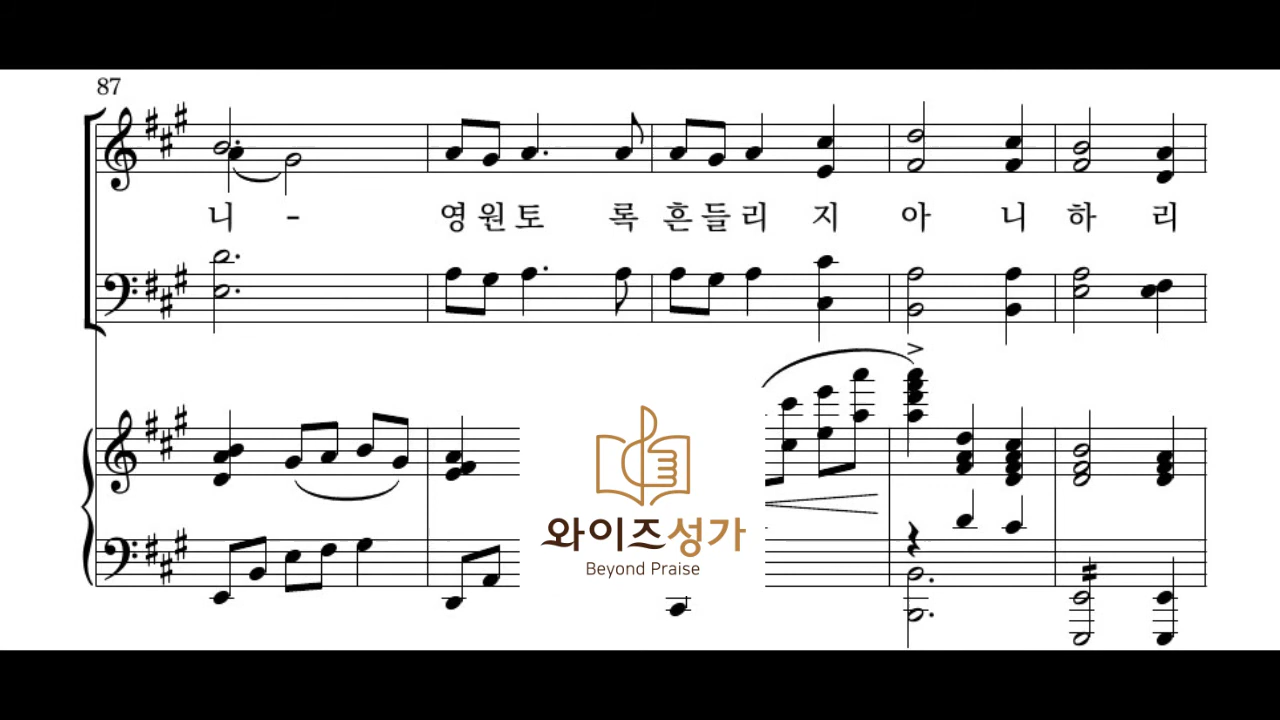 87
니 - 영 원 토 록 흔 들 리 지 아 니 하 리
와이즈성가
Beyond Praise